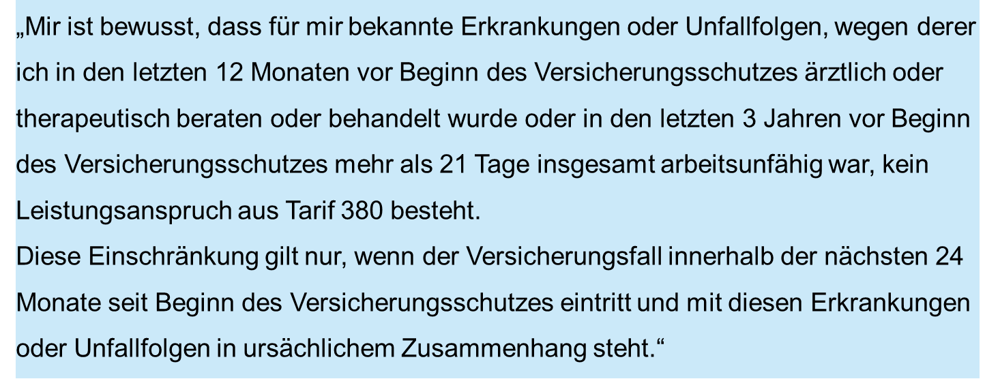 „Mir ist bewusst, dass für mir bekannte Erkrankungen oder Unfallfolgen, wegen derer
ich in den letzten 12 Monaten vor Beginn des Versicherungsschutzes ärztlich oder
therapeutisch beraten oder behandelt wurde oder in den letzten 3 Jahren vor Beginn
des Versicherungsschutzes mehr als 21 Tage insgesamt arbeitsunfähig war, kein
Leistungsanspruch aus Tarif 380 besteht.
Diese Einschränkung gilt nur, wenn der Versicherungsfall innerhalb der nächsten 24
Monate seit Beginn des Versicherungsschutzes eintritt und mit diesen Erkrankungen
oder Unfallfolgen in ursächlichem Zusammenhang steht.“